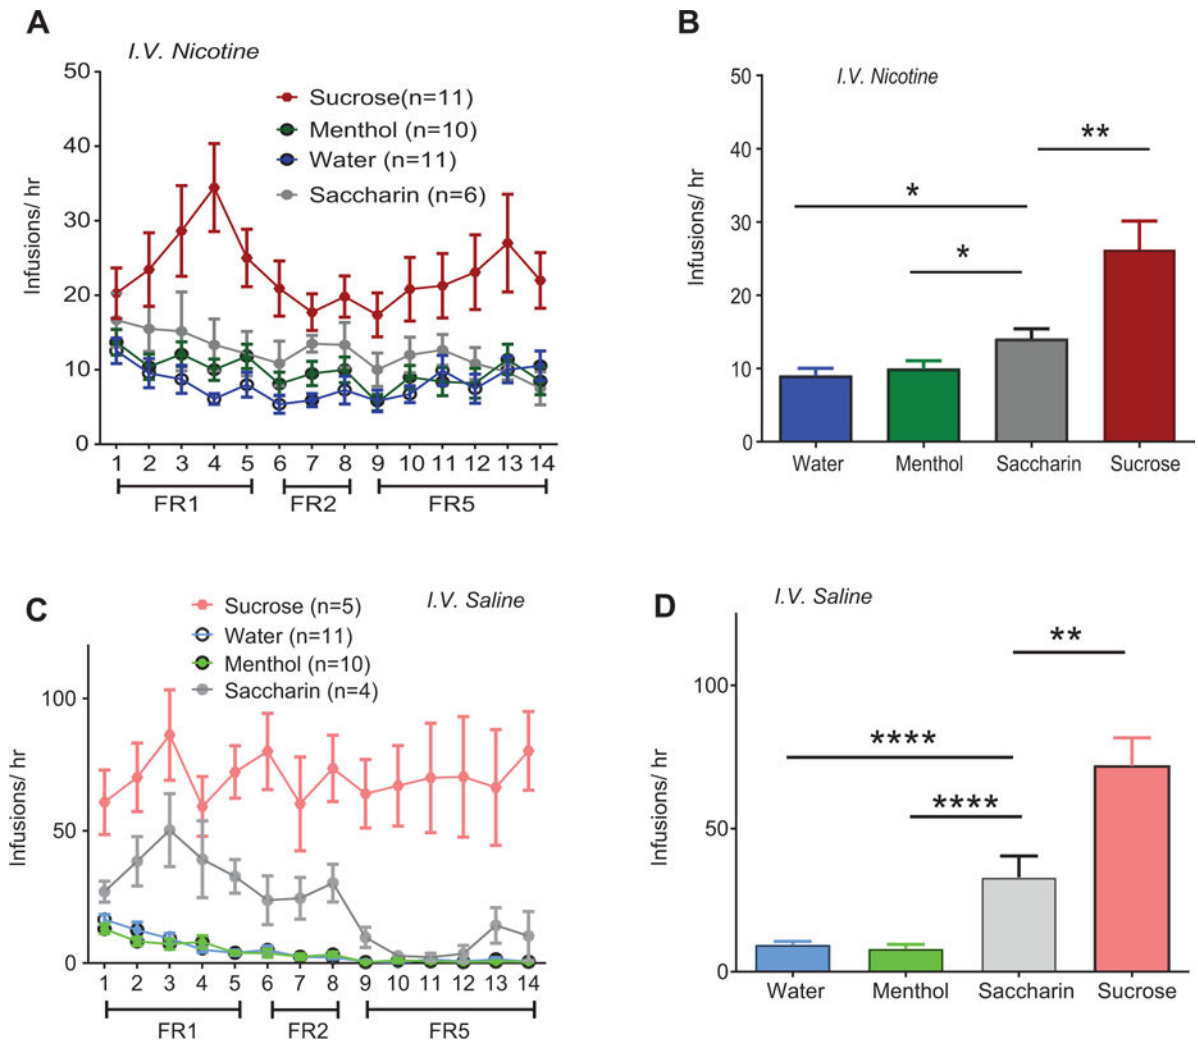 A
I.V. Nicotine
50
40
30
20
10
0
Infusions/ hr
Sucrose(n=11)
Menthol (n=10)
Water (n=11)
Saccharin (n=6)
1 2 3 4 5 6 7 8 9 10 11 12 13 14
FR1 FR2 FR5
B
I.V. Nicotine
50
40
30
20
10
0
Infusions/ hr
**
*
*
Water Menthol Saccharin Sucrose
C
I.V. Saline
Sucrose (n=5)
Water (n=11)
Menthol (n=10)
Saccharin (n=4)
100
50
0
Infusions/ hr
1 2 3 4 5 6 7 8 9 10 11 12 13 14
FR1 FR2 FR5
D
I.V. Saline
100
50
0
Infusions/ hr
**
****
****
Water Menthol Saccharin Sucrose